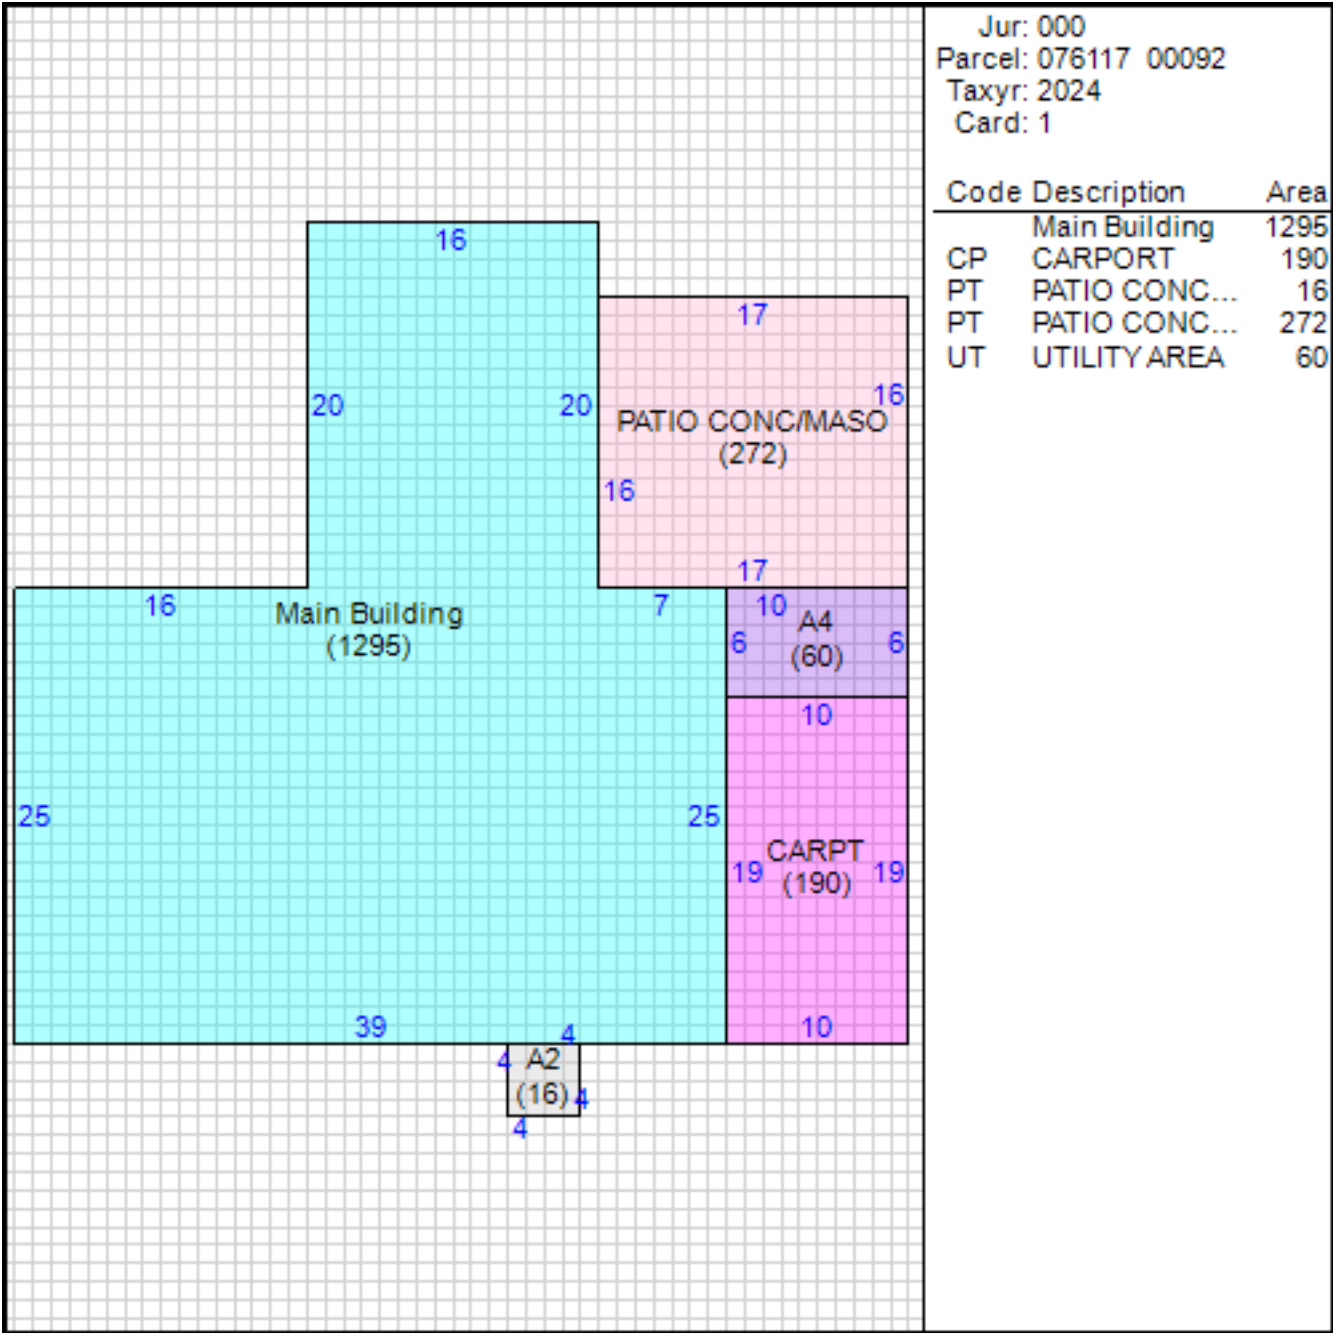 Jur: 000
Parcel: 076117 00092
Taxyr: 2024
Card: 1
Code Description Area
Main Building 1295
CP CARPORT 190
PT PATIO CONC... 16
PT PATIO CONC... 272
UT UTILITY AREA 60
16
17
20 20 16
PATIO CONC/MASO
(272)
16
17
16 7 10
Main Building
(1295)
A4
(60)
6 6
10
25 25
CARPT
(190)
19 19
39 4 10
4 A2
(16) 4
4